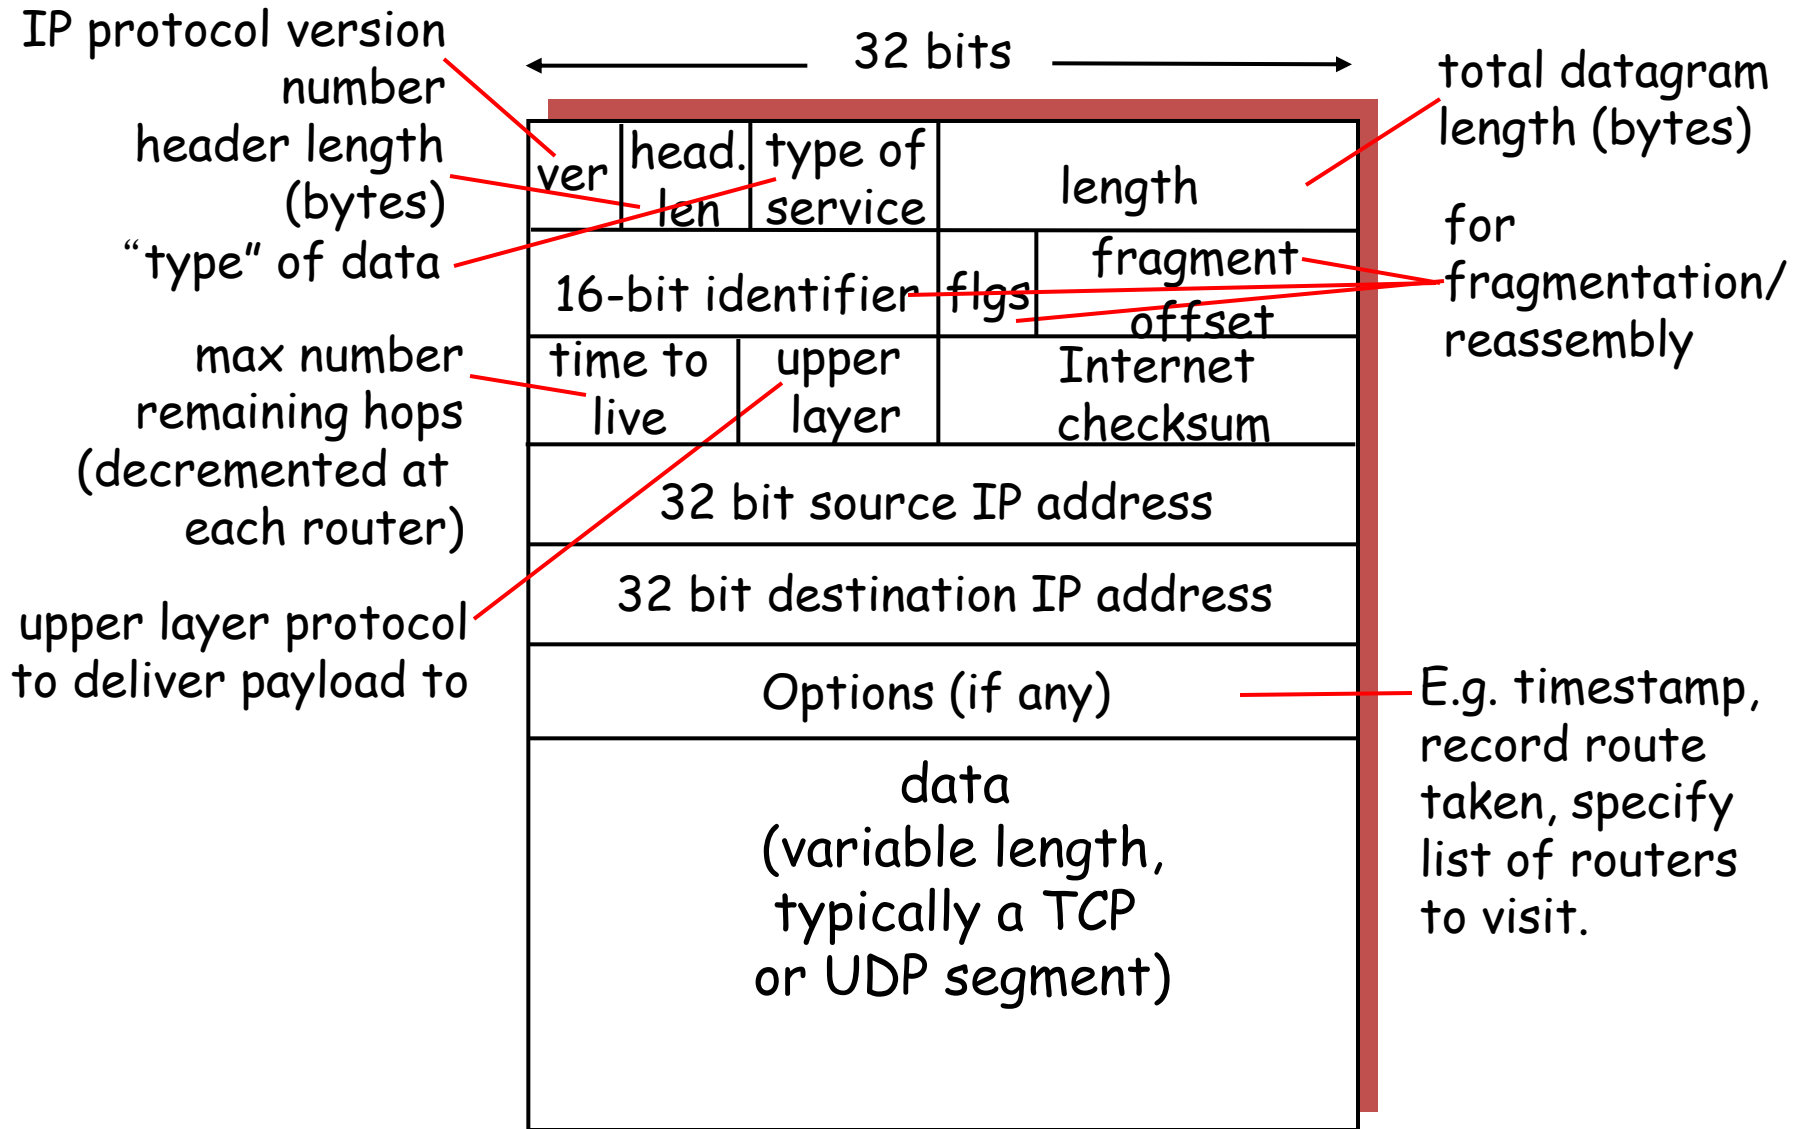 IP protocol version
number
header length
(bytes)
“type" of data
max number
remaining hops
(decremented at
each router)
upper layer protocol
to deliver payload to
32 bits
ver
head.
len
type of
service
length
16-bit identifier
flgs
fragment
offset
time to
live
upper
layer
Internet
checksum
32 bit source IP address
32 bit destination IP address
Options (if any)
data
(variable length,
typically a TCP
or UDP segment)
total datagram
length (bytes)
for
fragmentation/
reassembly
E.g. timestamp,
record route
taken, specify
list of routers
to visit.